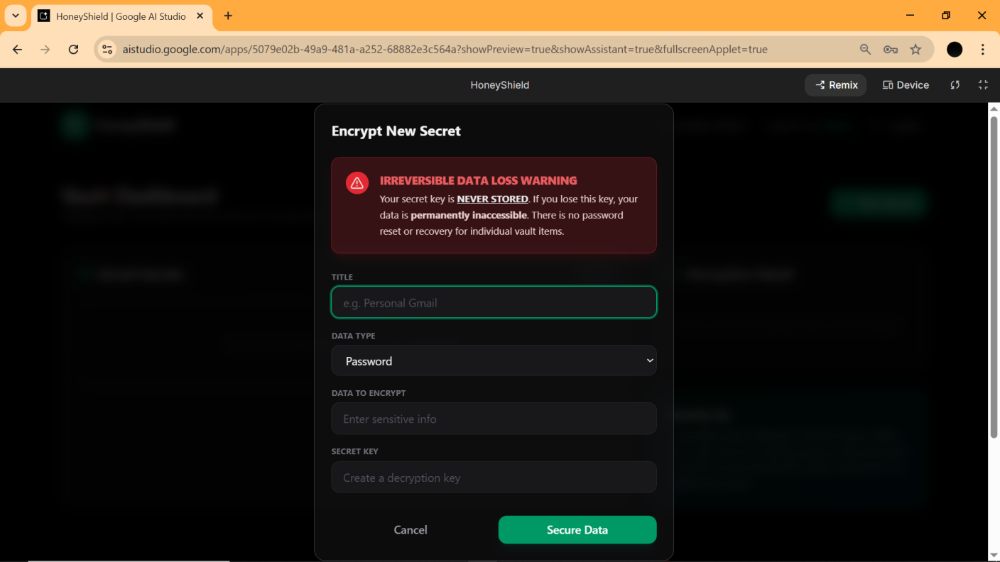 HoneyShield | Google AI Studio
aistudio.google.com/apps/5079e02b-49a9-481a-a252-68882e3c564a?showPreview=true&showAssistant=true&fullscreenApplet=true
HoneyShield
Remix
Device
Encrypt New Secret
IRREVERSIBLE DATA LOSS WARNING
Your secret key is NEVER STORED. If you lose this key, your
data is permanently inaccessible. There is no password
reset or recovery for individual vault items.
TITLE
e.g. Personal Gmail
DATA TYPE
Password
DATA TO ENCRYPT
Enter sensitive info
SECRET KEY
Create a decryption key
Cancel
Secure Data